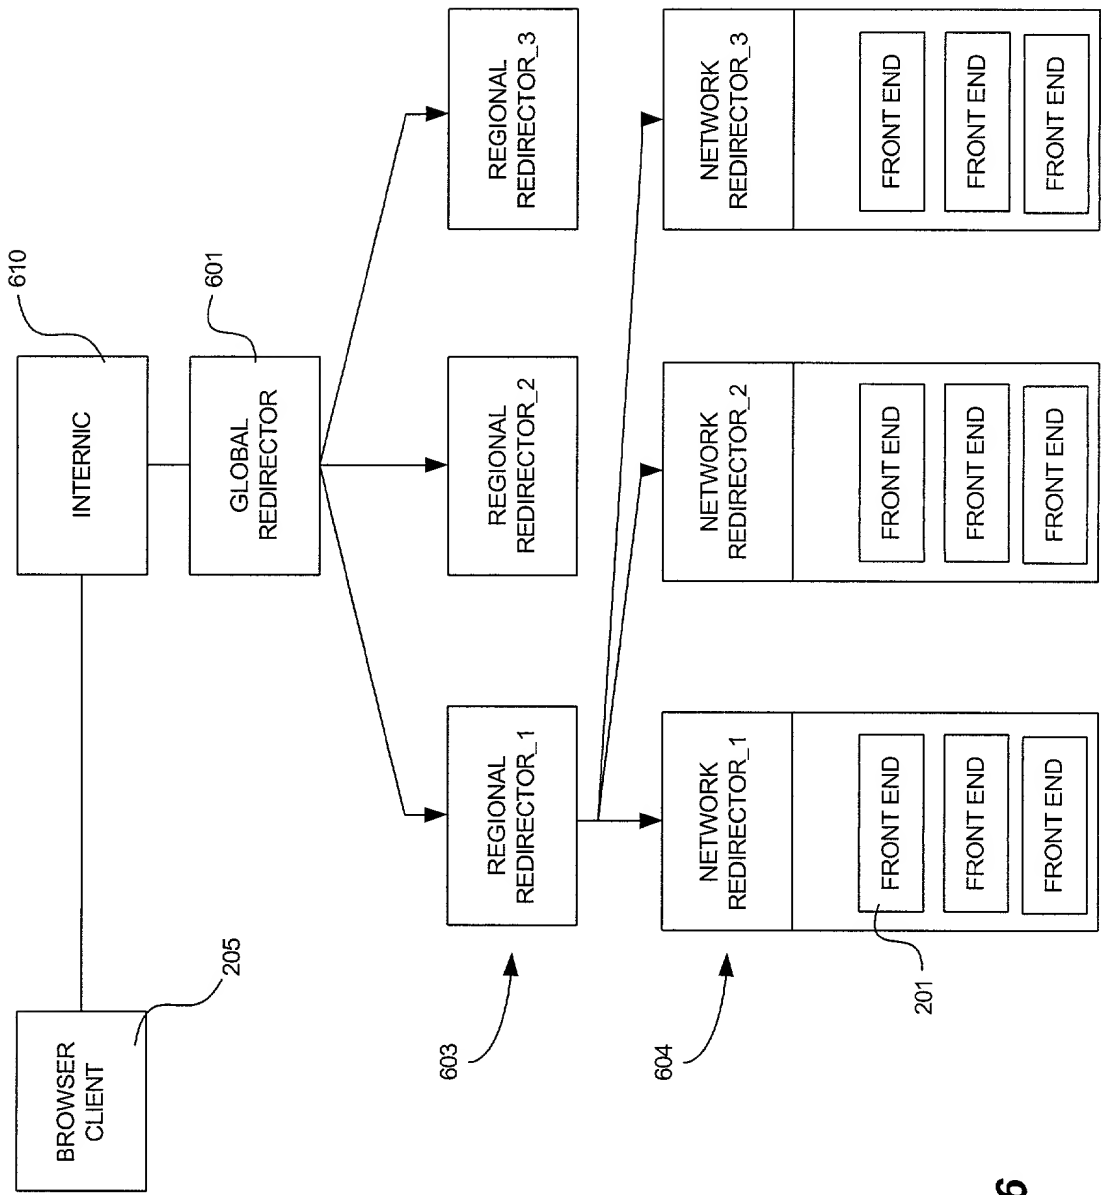 610
BROWSER
CLIENT
INTERNIC
205
601
GLOBAL
REDIRECTOR
603
REGIONAL
REDIRECTOR_1
REGIONAL
REDIRECTOR_2
REGIONAL
REDIRECTOR_3
604
NETWORK
REDIRECTOR_1
NETWORK
REDIRECTOR_2
NETWORK
REDIRECTOR_3
201
FRONT END
FRONT END
FRONT END
FRONT END
FRONT END
FRONT END
FRONT END
FRONT END
FRONT END
6